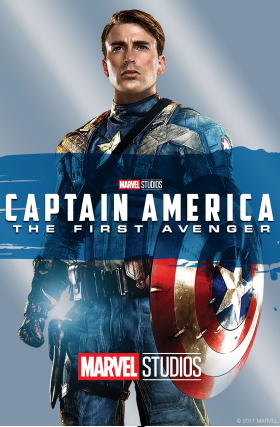 MARVEL STUDIOS
CAPTAIN AMERICA
THE FIRST AVENGER
MARVEL STUDIOS
© 2017 MARVEL